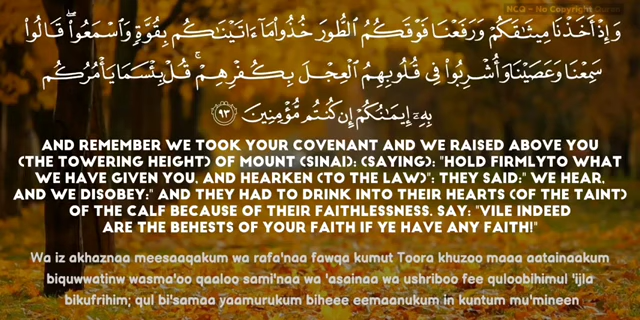 NCQ - No Copyright Quran
وَإِذْ أَخَذْنَا مِيثَـٰقَكُمْ وَرَفَعْنَا فَوْقَكُمُ ٱلطُّورَ خُذُوا۟ مَآ ءَاتَيْنَـٰكُم بِقُوَّةٍۢ وَٱسْمَعُوا۟ ۖ قَالُوا۟
سَمِعْنَا وَعَصَيْنَا وَأُشْرِبُوا۟ فِى قُلُوبِهِمُ ٱلْعِجْلَ بِكُفْرِهِمْ ۚ قُلْ بِئْسَمَا يَأْمُرُكُم
بِهِۦٓ إِيمَـٰنُكُمْ إِن كُنتُم مُّؤْمِنِينَ ٩٣
AND REMEMBER WE TOOK YOUR COVENANT AND WE RAISED ABOVE YOU
(THE TOWERING HEIGHT) OF MOUNT (SINAI): (SAYING): "HOLD FIRMLYTO WHAT
WE HAVE GIVEN YOU, AND HEARKEN (TO THE LAW)": THEY SAID:" WE HEAR,
AND WE DISOBEY:" AND THEY HAD TO DRINK INTO THEIR HEARTS (OF THE TAINT)
OF THE CALF BECAUSE OF THEIR FAITHLESSNESS. SAY: "VILE INDEED
ARE THE BEHESTS OF YOUR FAITH IF YE HAVE ANY FAITH!"
Wa iz akhaznaa meesaaqakum wa rafa'naa fawqa kumut Toora khuzoo maaa aatainaakum
biquwwatinw wasma'oo qaaloo sami'naa wa 'asainaa wa ushriboo fee quloobihimul 'ijla
bikufrihim; qul bi'samaa yaamurukum biheee eemaanukum in kuntum mu'mineen